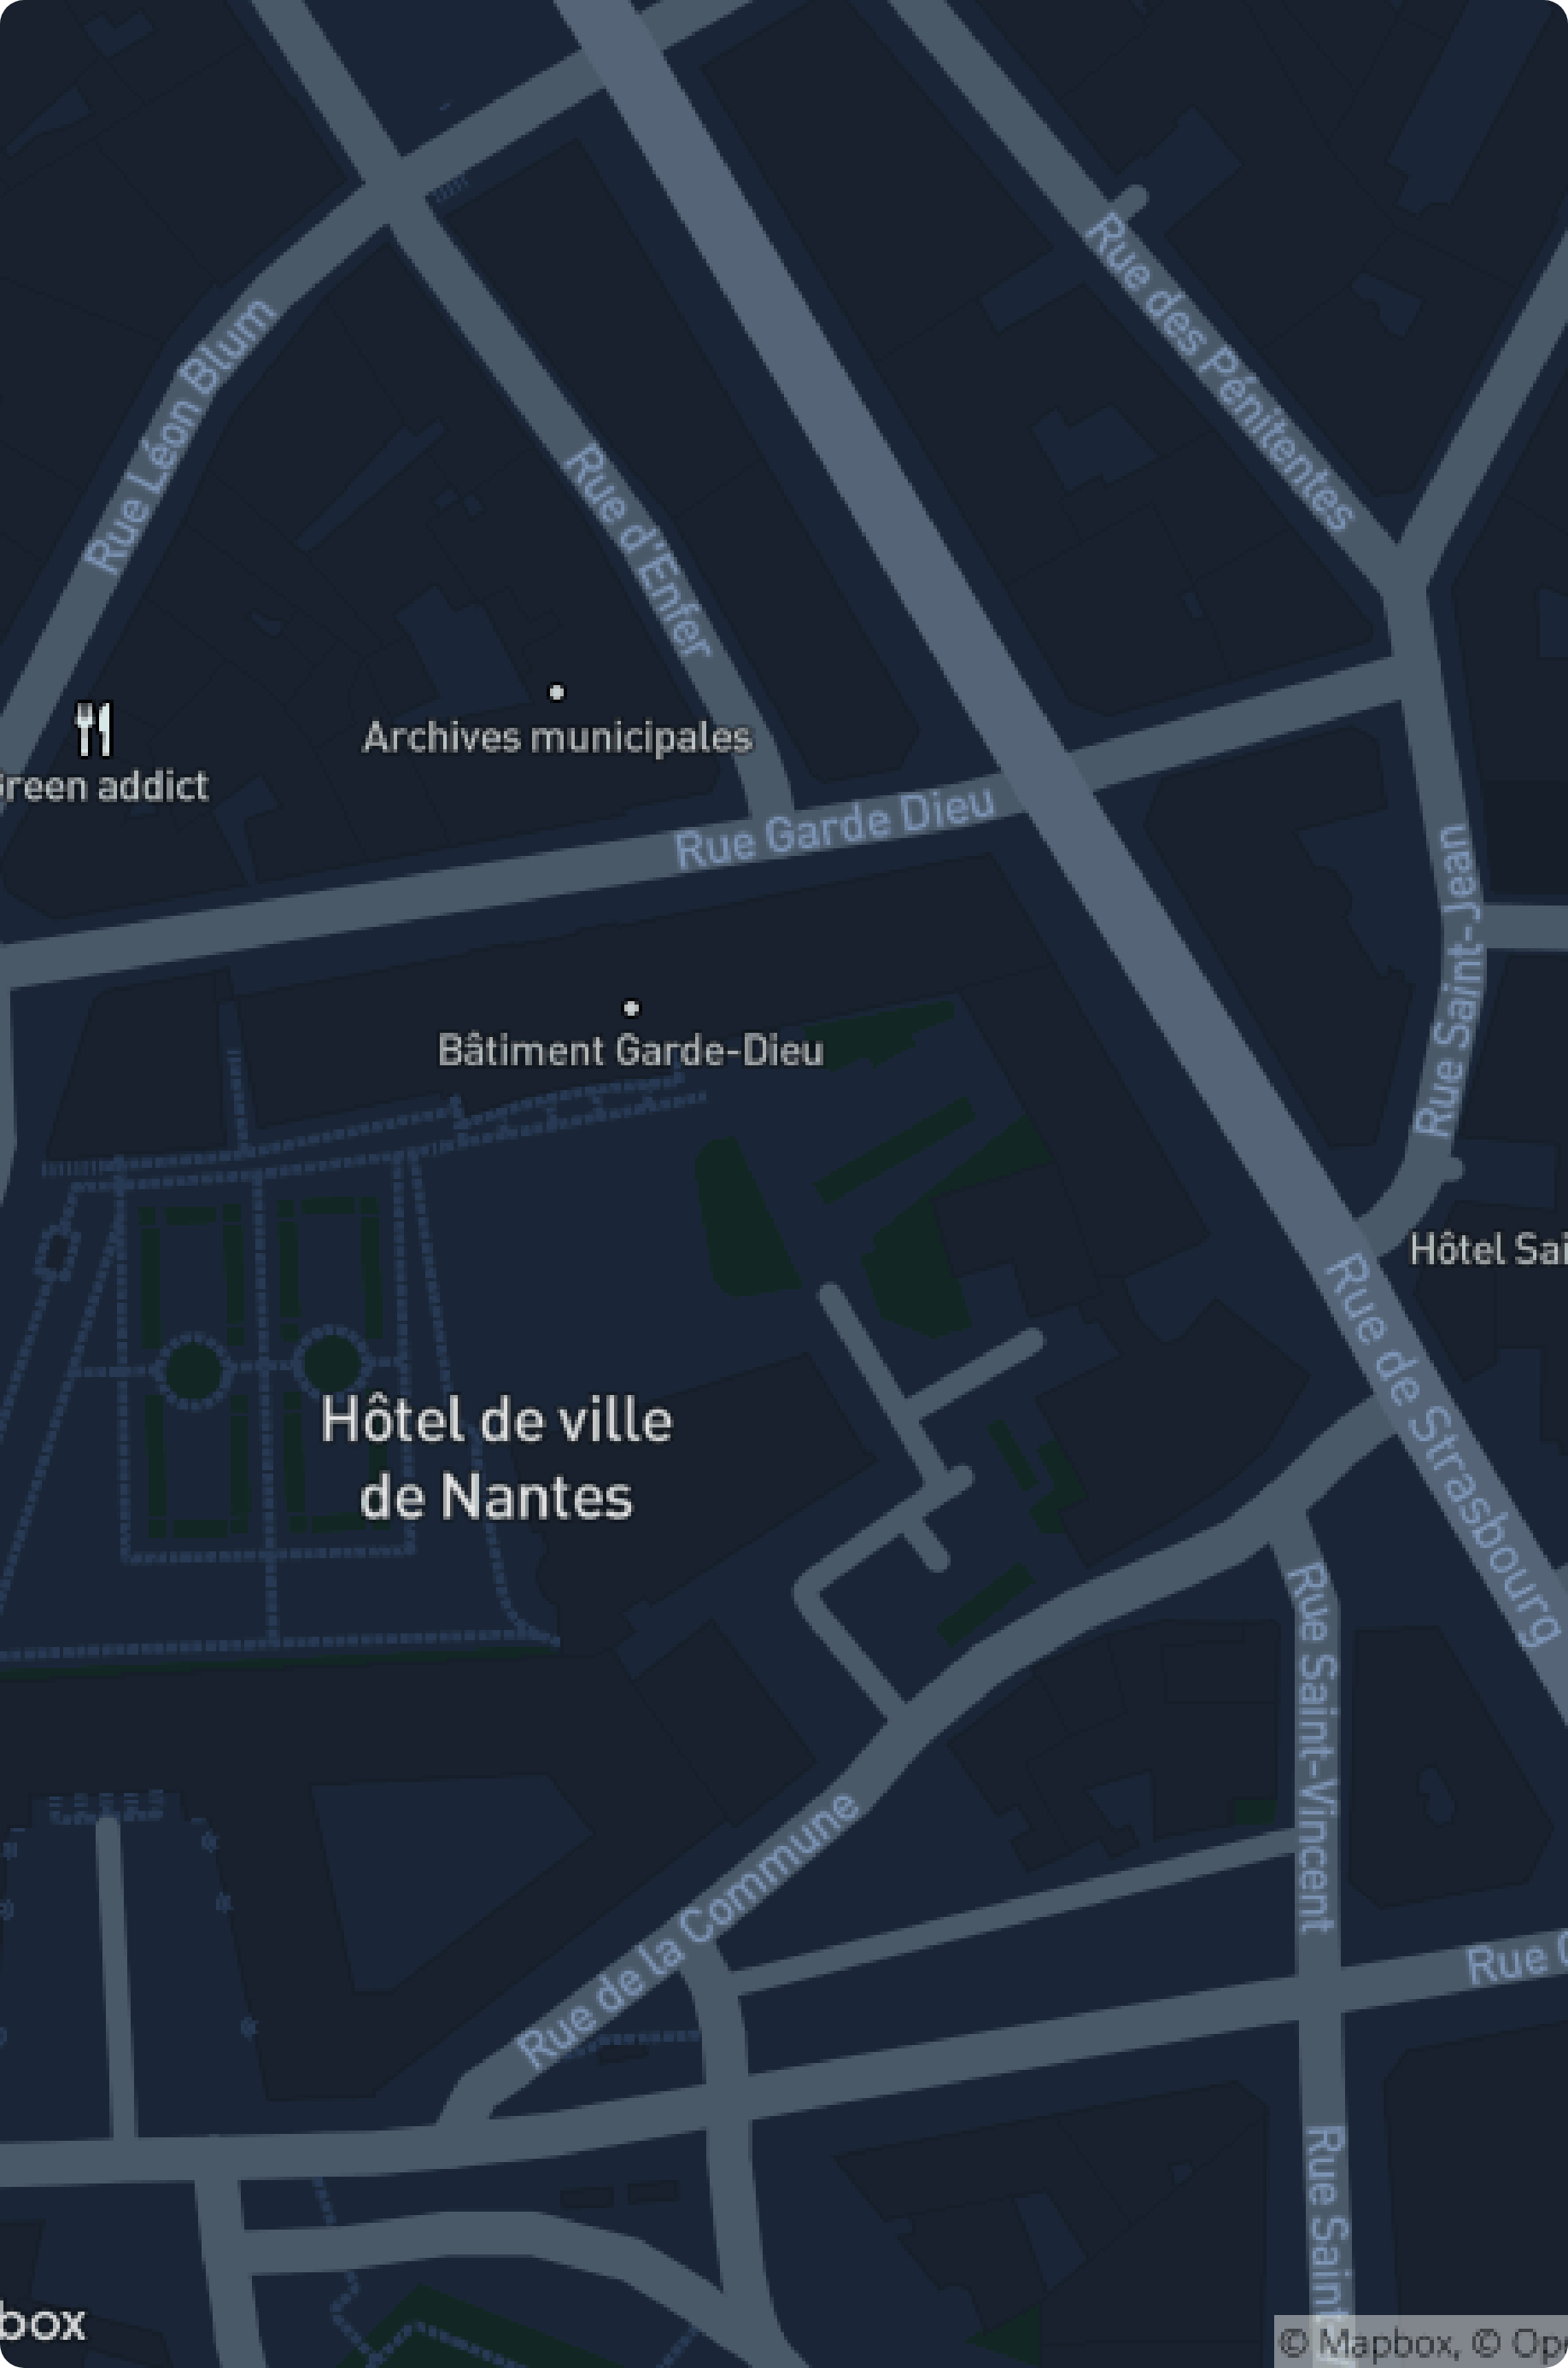 Rue des Pénitentes
Rue Léon Blum
Rue d'Enfer
Archives municipales
Green addict
Rue Garde Dieu
Rue Saint-Jean
Bâtiment Garde-Dieu
Hôtel Sai
Rue de Strasbourg
Hôtel de ville
de Nantes
Rue Saint-Vincent
Rue de la Commune
Rue
Rue Saint
box
© Mapbox, © Ope